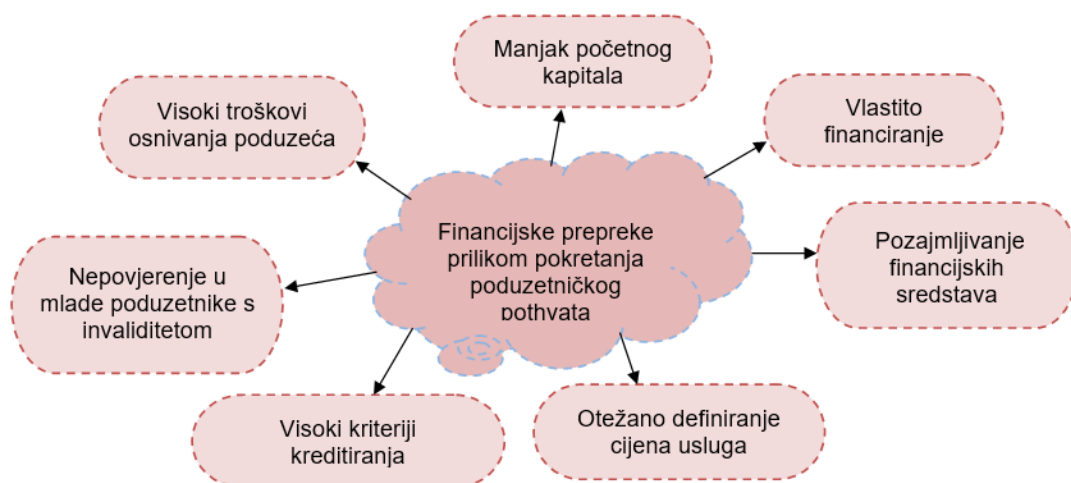 Manjak početnog
kapitala
Visoki troškovi
osnivanja poduzeća
Vlastito
financiranje
Financijske prepreke
prilikom pokretanja
poduzetničkog
pothvata
Pozajmljivanje
financijskih
sredstava
Nepovjerenje u
mlade poduzetnike s
invaliditetom
Visoki kriteriji
kreditiranja
Otežano definiranje
cijena usluga